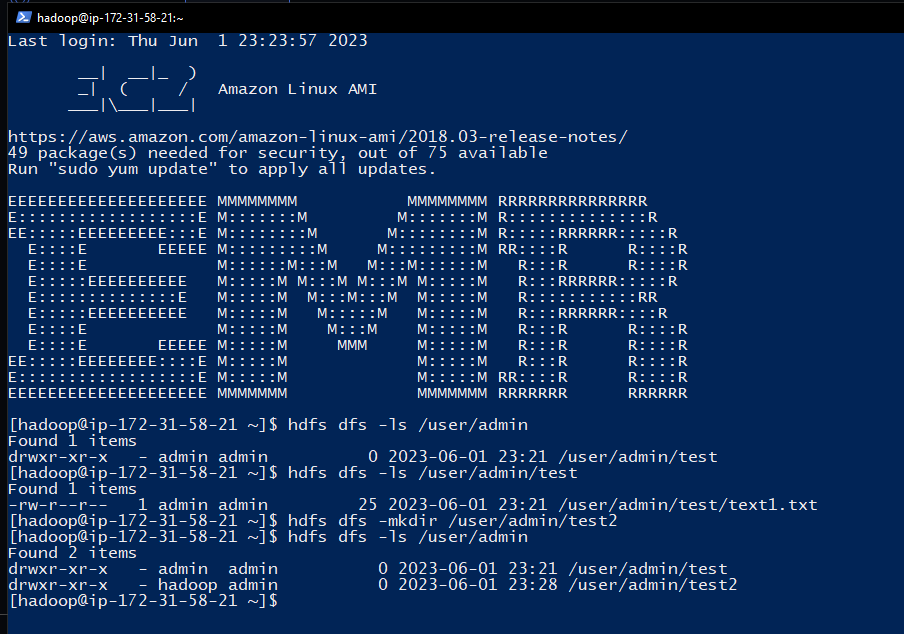 hadoop@ip-172-31-58-21:~
Last login: Thu Jun  1 23:23:57 2023

       __|  __|_  )
       _|  (     /   Amazon Linux AMI
      ___|\___|___|

https://aws.amazon.com/amazon-linux-ami/2018.03-release-notes/
49 package(s) needed for security, out of 75 available
Run "sudo yum update" to apply all updates.

EEEEEEEEEEEEEEEEEEEE MMMMMMMM           MMMMMMMM RRRRRRRRRRRRRRR
E::::::::::::::::::E M:::::::M         M:::::::M R::::::::::::::R
EE:::::EEEEEEEEE:::E M::::::::M       M::::::::M R:::::RRRRRR:::::R
  E::::E       EEEEE M:::::::::M     M:::::::::M RR::::R      R::::R
  E::::E             M::::::M:::M   M:::M::::::M   R:::R      R::::R
  E:::::EEEEEEEEEE   M:::::M M:::M M:::M M:::::M   R:::RRRRRR:::::R
  E::::::::::::::E   M:::::M  M:::M:::M  M:::::M   R:::::::::::RR
  E:::::EEEEEEEEEE   M:::::M   M:::::M   M:::::M   R:::RRRRRR::::R
  E::::E             M:::::M    M:::M    M:::::M   R:::R      R::::R
  E::::E       EEEEE M:::::M     MMM     M:::::M   R:::R      R::::R
EE:::::EEEEEEEE::::E M:::::M             M:::::M   R:::R      R::::R
E::::::::::::::::::E M:::::M             M:::::M RR::::R      R::::R
EEEEEEEEEEEEEEEEEEEE MMMMMMM             MMMMMMM RRRRRRR      RRRRRR

[hadoop@ip-172-31-58-21 ~]$ hdfs dfs -ls /user/admin
Found 1 items
drwxr-xr-x   - admin admin          0 2023-06-01 23:21 /user/admin/test
[hadoop@ip-172-31-58-21 ~]$ hdfs dfs -ls /user/admin/test
Found 1 items
-rw-r--r--   1 admin admin         25 2023-06-01 23:21 /user/admin/test/text1.txt
[hadoop@ip-172-31-58-21 ~]$ hdfs dfs -mkdir /user/admin/test2
[hadoop@ip-172-31-58-21 ~]$ hdfs dfs -ls /user/admin
Found 2 items
drwxr-xr-x   - admin  admin          0 2023-06-01 23:21 /user/admin/test
drwxr-xr-x   - hadoop admin          0 2023-06-01 23:28 /user/admin/test2
[hadoop@ip-172-31-58-21 ~]$